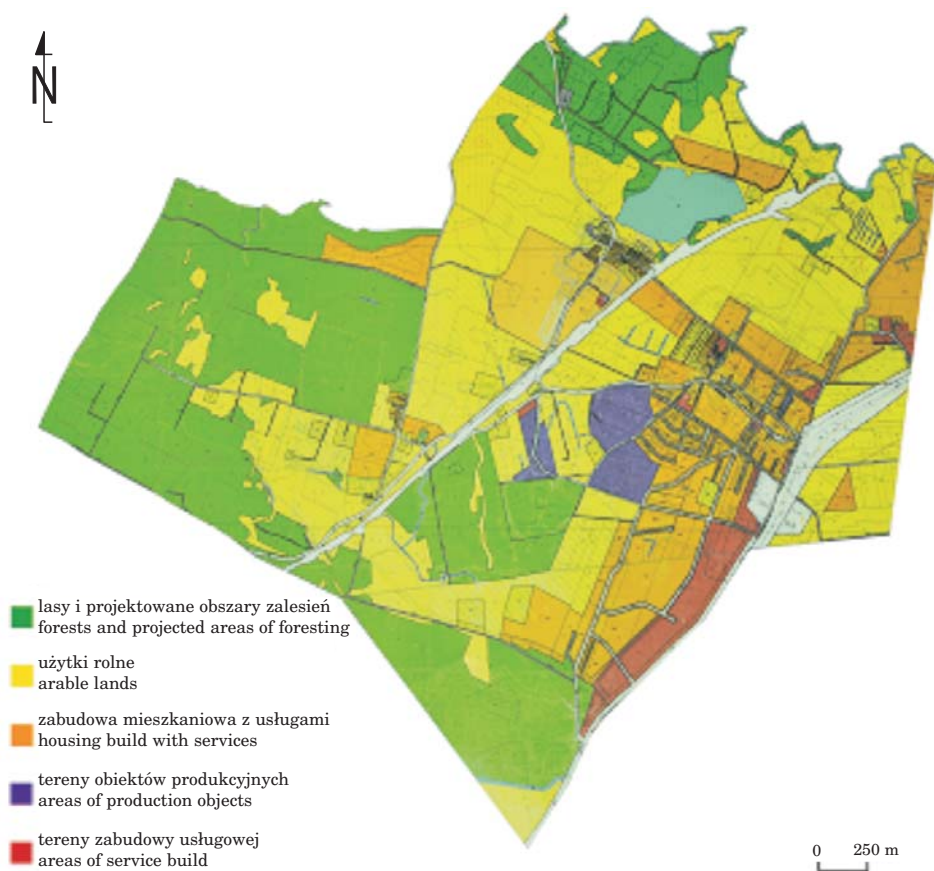 N
lasy i projektowane obszary zalesień
forests and projected areas of foresting
użytki rolne
arable lands
zabudowa mieszkaniowa z usługami
housing build with services
tereny obiektów produkcyjnych
areas of production objects
tereny zabudowy usługowej
areas of service build
0 250 m